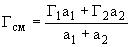 Γсм = (Γ₁a₁ + Γ₂a₂) / (a₁ + a₂)